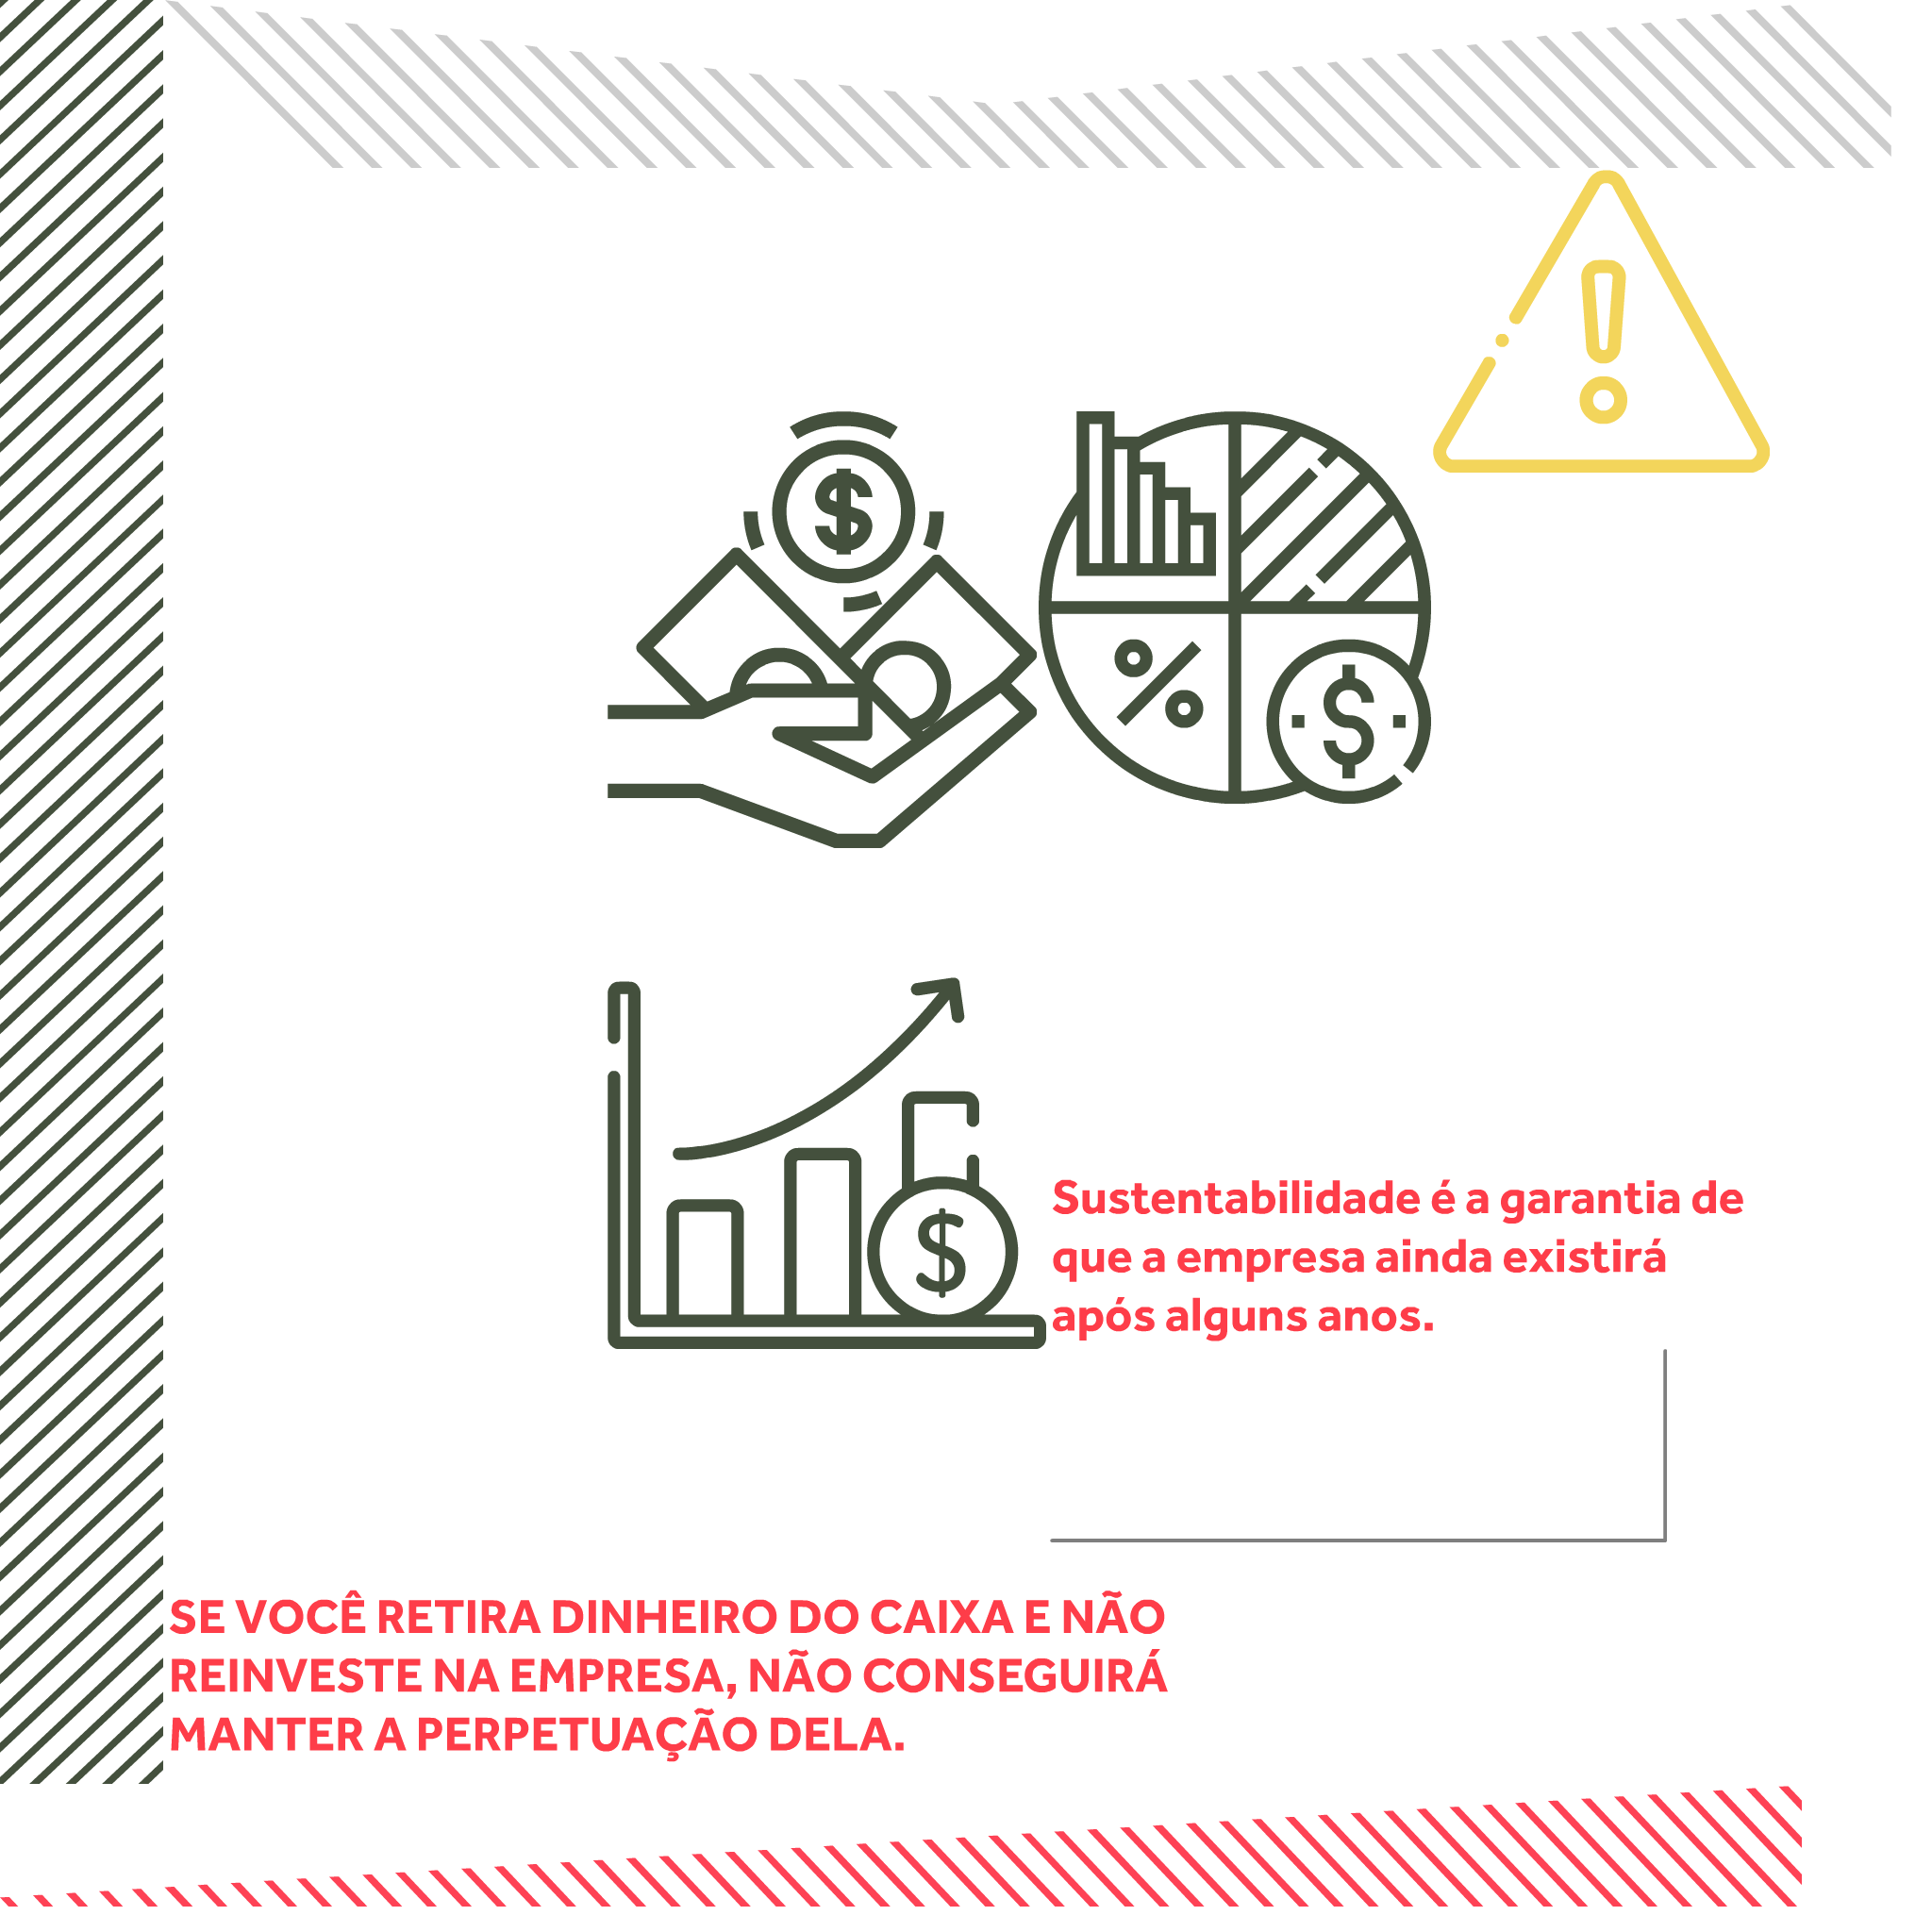 Sustentabilidade é a garantia de
que a empresa ainda existirá
após alguns anos.
SE VOCÊ RETIRA DINHEIRO DO CAIXA E NÃO
REINVESTE NA EMPRESA, NÃO CONSEGUIRÁ
MANTER A PERPETUAÇÃO DELA.